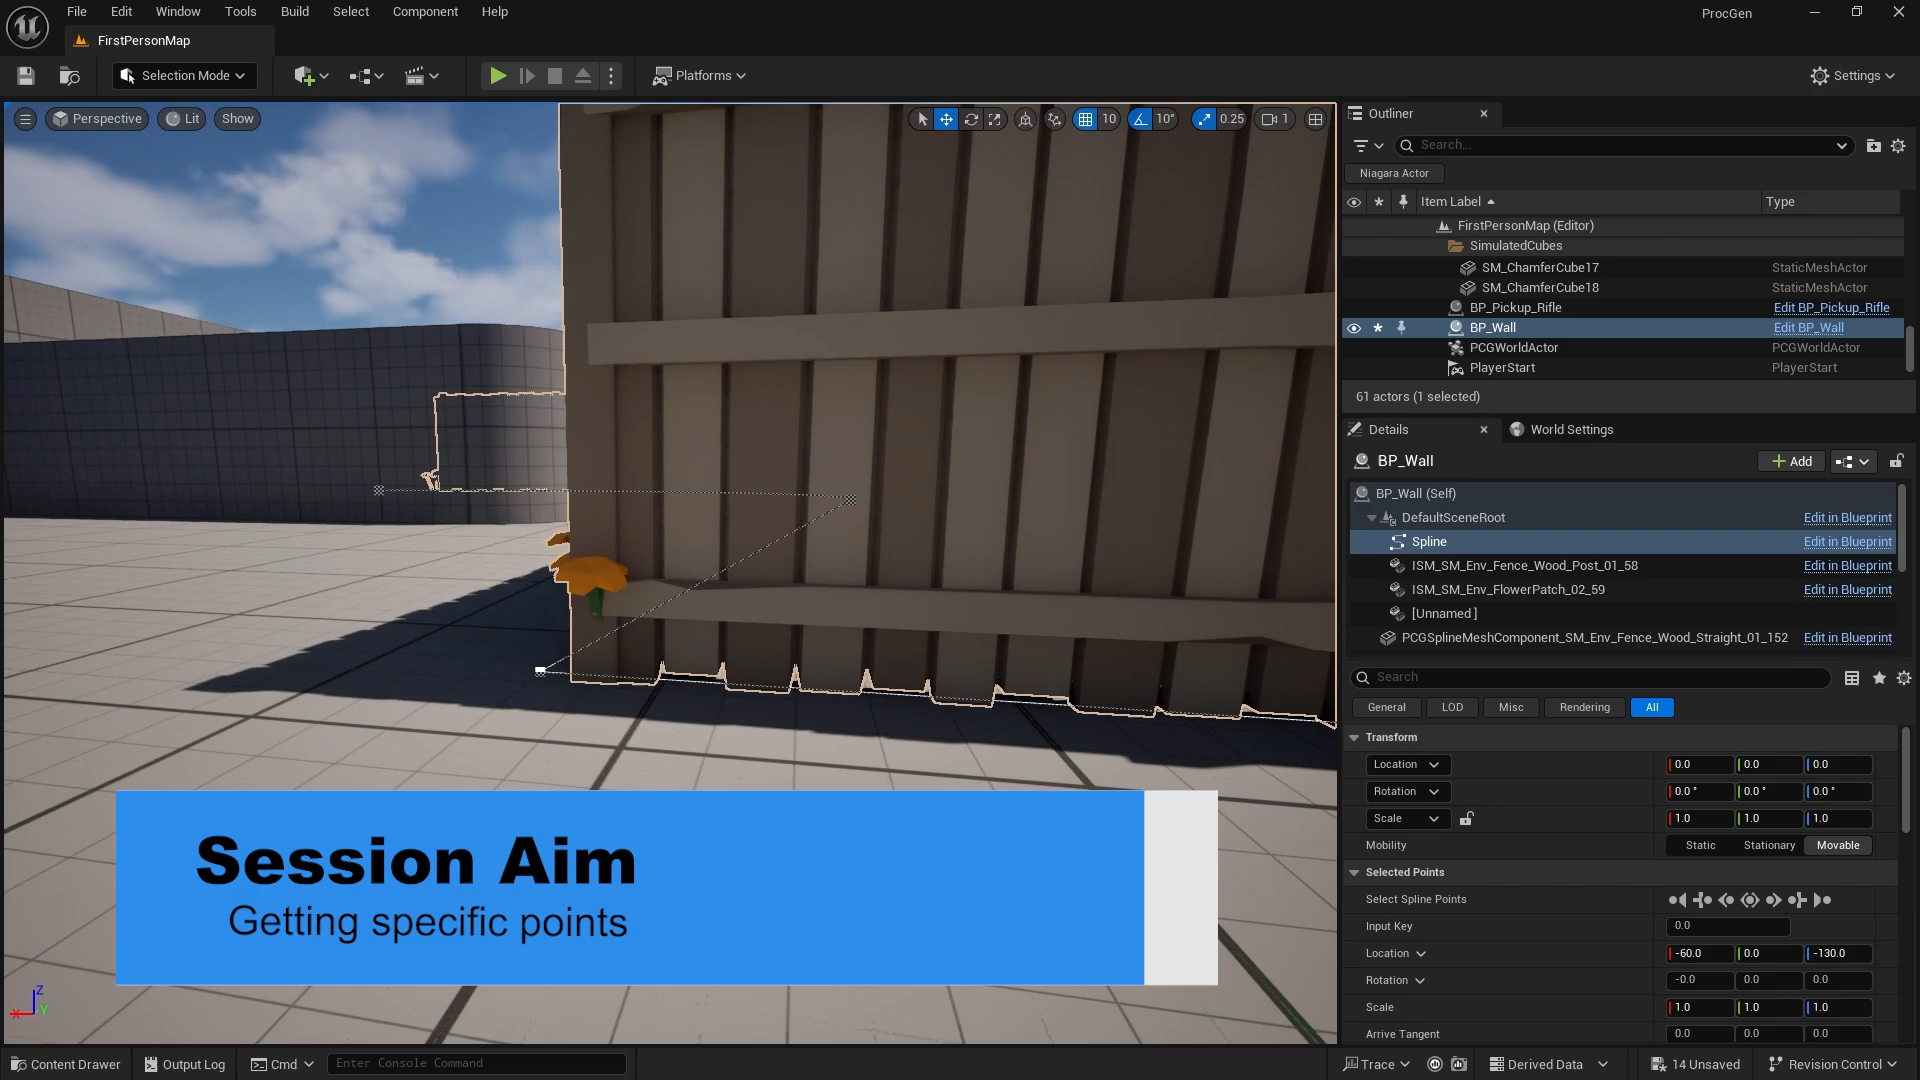 File Edit Window Tools Build Select Component Help
ProcGen
FirstPersonMap
Selection Mode
Platforms
Settings
Perspective Lit Show
10 10° 0.25 1
Outliner
Search...
Niagara Actor
Item Label Type
FirstPersonMap (Editor)
SimulatedCubes
SM_ChamferCube17 StaticMeshActor
SM_ChamferCube18 StaticMeshActor
BP_Pickup_Rifle Edit BP_Pickup_Rifle
BP_Wall Edit BP_Wall
PCGWorldActor PCGWorldActor
PlayerStart PlayerStart
61 actors (1 selected)
Details World Settings
BP_Wall
Add
BP_Wall (Self)
DefaultSceneRoot Edit in Blueprint
Spline Edit in Blueprint
ISM_SM_Env_Fence_Wood_Post_01_58 Edit in Blueprint
ISM_SM_Env_FlowerPatch_02_59 Edit in Blueprint
[Unnamed ]
PCGSplineMeshComponent_SM_Env_Fence_Wood_Straight_01_152 Edit in Blueprint
Search
General LOD Misc Rendering All
Transform
Location 0.0 0.0 0.0
Rotation 0.0 ° 0.0 ° 0.0 °
Scale 1.0 1.0 1.0
Mobility Static Stationary Movable
Selected Points
Select Spline Points
Input Key 0.0
Location -60.0 0.0 -130.0
Rotation -0.0 0.0 0.0
Scale 1.0 1.0 1.0
Arrive Tangent 0.0 0.0 0.0
Session Aim
Getting specific points
Z
X Y
Content Drawer Output Log Cmd Enter Console Command
Trace Derived Data 14 Unsaved Revision Control